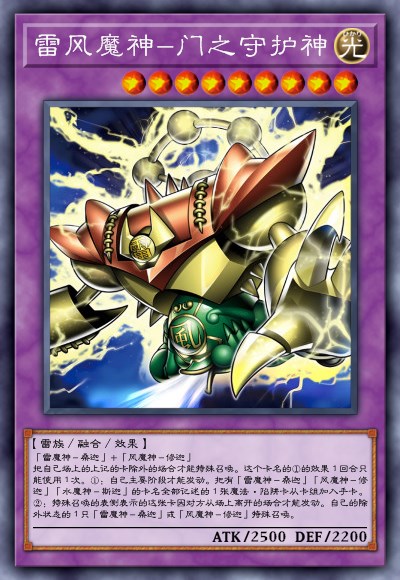 雷风魔神-门之守护神
光
【雷族/融合/效果】
「雷魔神-桑迦」+「风魔神-修迦」
把自己场上的上记的卡除外的场合才能特殊召唤。这个卡名的①的效果1回合只
能使用1次。①：自己主要阶段才能发动。把有「雷魔神-桑迦」「风魔神-修
迦」「水魔神-斯迦」的卡名全部记述的1张魔法·陷阱卡从卡组加入手卡。
②：特殊召唤的表侧表示的这张卡因对方从场上离开的场合才能发动。自己的除
外状态的1只「雷魔神-桑迦」或「风魔神-修迦」特殊召唤。
ATK/2500 DEF/2200